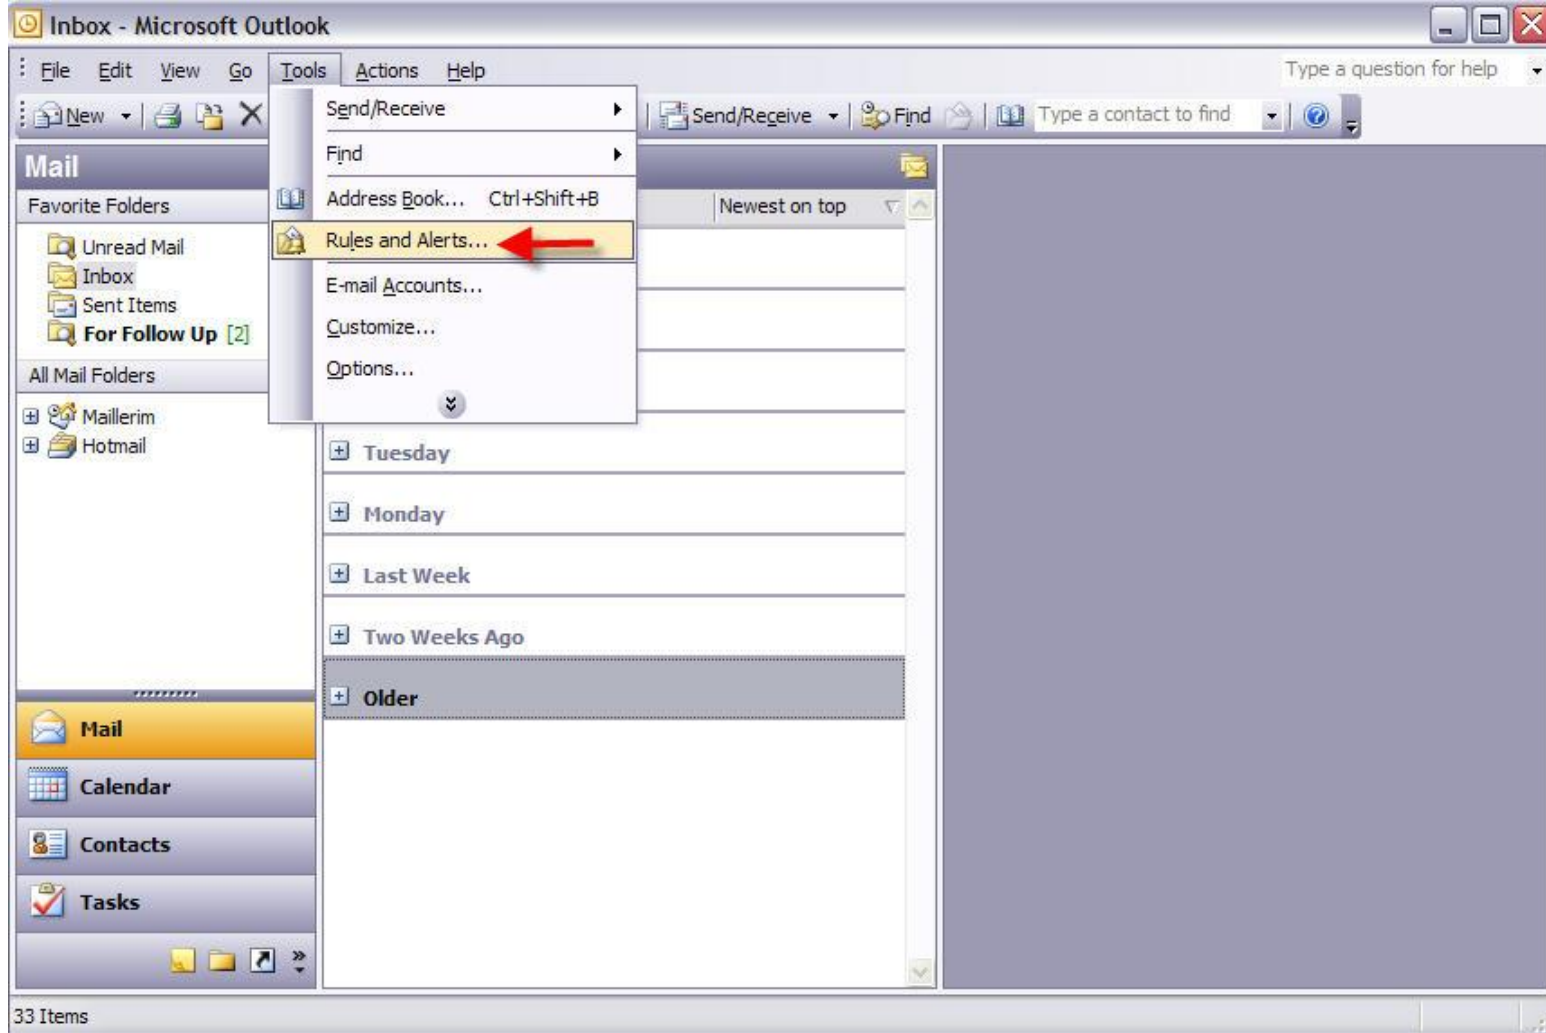 Inbox - Microsoft Outlook
File Edit View Go Tools Actions Help Type a question for help
New Send/Receive Find Type a contact to find
Send/Receive
Find
Address Book... Ctrl+Shift+B
Rules and Alerts...
E-mail Accounts...
Customize...
Options...
Mail
Favorite Folders
Unread Mail
Inbox
Sent Items
For Follow Up [2]
All Mail Folders
Maillerim
Hotmail
Newest on top
Tuesday
Monday
Last Week
Two Weeks Ago
Older
Mail
Calendar
Contacts
Tasks
33 Items